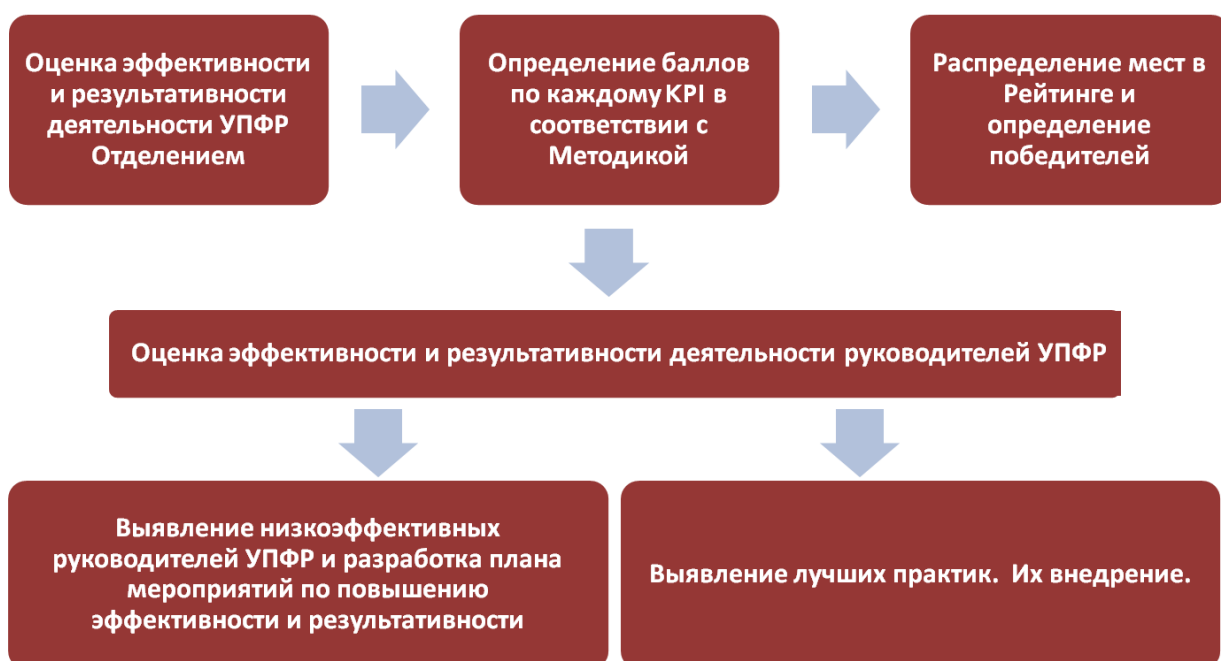 Оценка эффективности
и результативности
деятельности УПФР
Отделением
Определение баллов
по каждому KPI в
соответствии с
Методикой
Распределение мест в
Рейтинге и
определение
победителей
Оценка эффективности и результативности деятельности руководителей УПФР
Выявление низкоэффективных
руководителей УПФР и разработка плана
мероприятий по повышению
эффективности и результативности
Выявление лучших практик. Их внедрение.